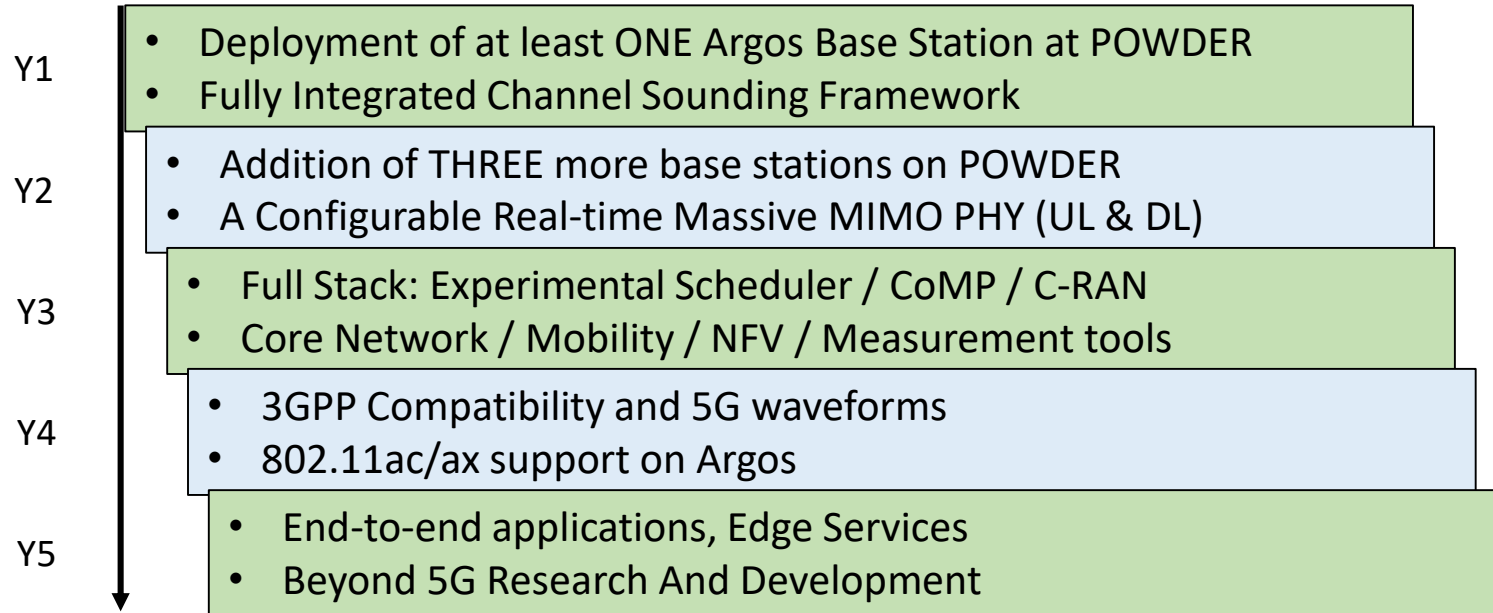 Y1
• Deployment of at least ONE Argos Base Station at POWDER
• Fully Integrated Channel Sounding Framework
Y2
• Addition of THREE more base stations on POWDER
• A Configurable Real-time Massive MIMO PHY (UL & DL)
Y3
• Full Stack: Experimental Scheduler / CoMP / C-RAN
• Core Network / Mobility / NFV / Measurement tools
Y4
• 3GPP Compatibility and 5G waveforms
• 802.11ac/ax support on Argos
Y5
• End-to-end applications, Edge Services
• Beyond 5G Research And Development